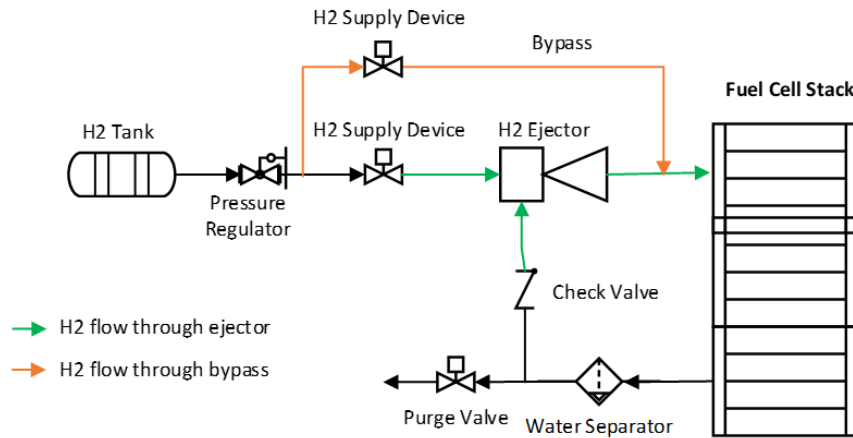 H2 Supply Device
Bypass
Fuel Cell Stack
H2 Tank
H2 Supply Device
H2 Ejector
Pressure
Regulator
Check Valve
H2 flow through ejector
H2 flow through bypass
Purge Valve
Water Separator